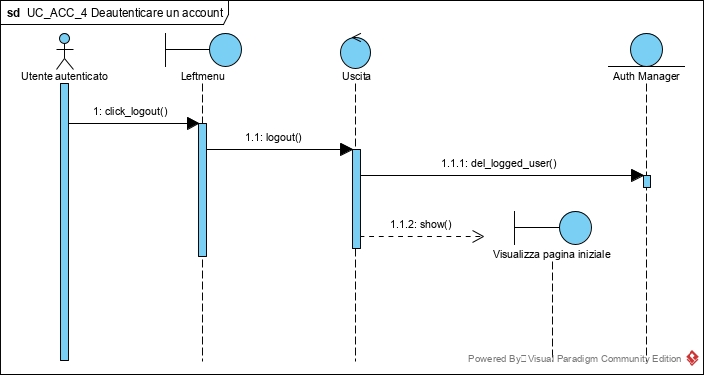 sd UC_ACC_4 Deautenticare un account
Utente autenticato
Leftmenu
Uscita
Auth Manager
1: click_logout()
1.1: logout()
1.1.1: del_logged_user()
1.1.2: show()
Visualizza pagina iniziale
Powered By Visual Paradigm Community Edition